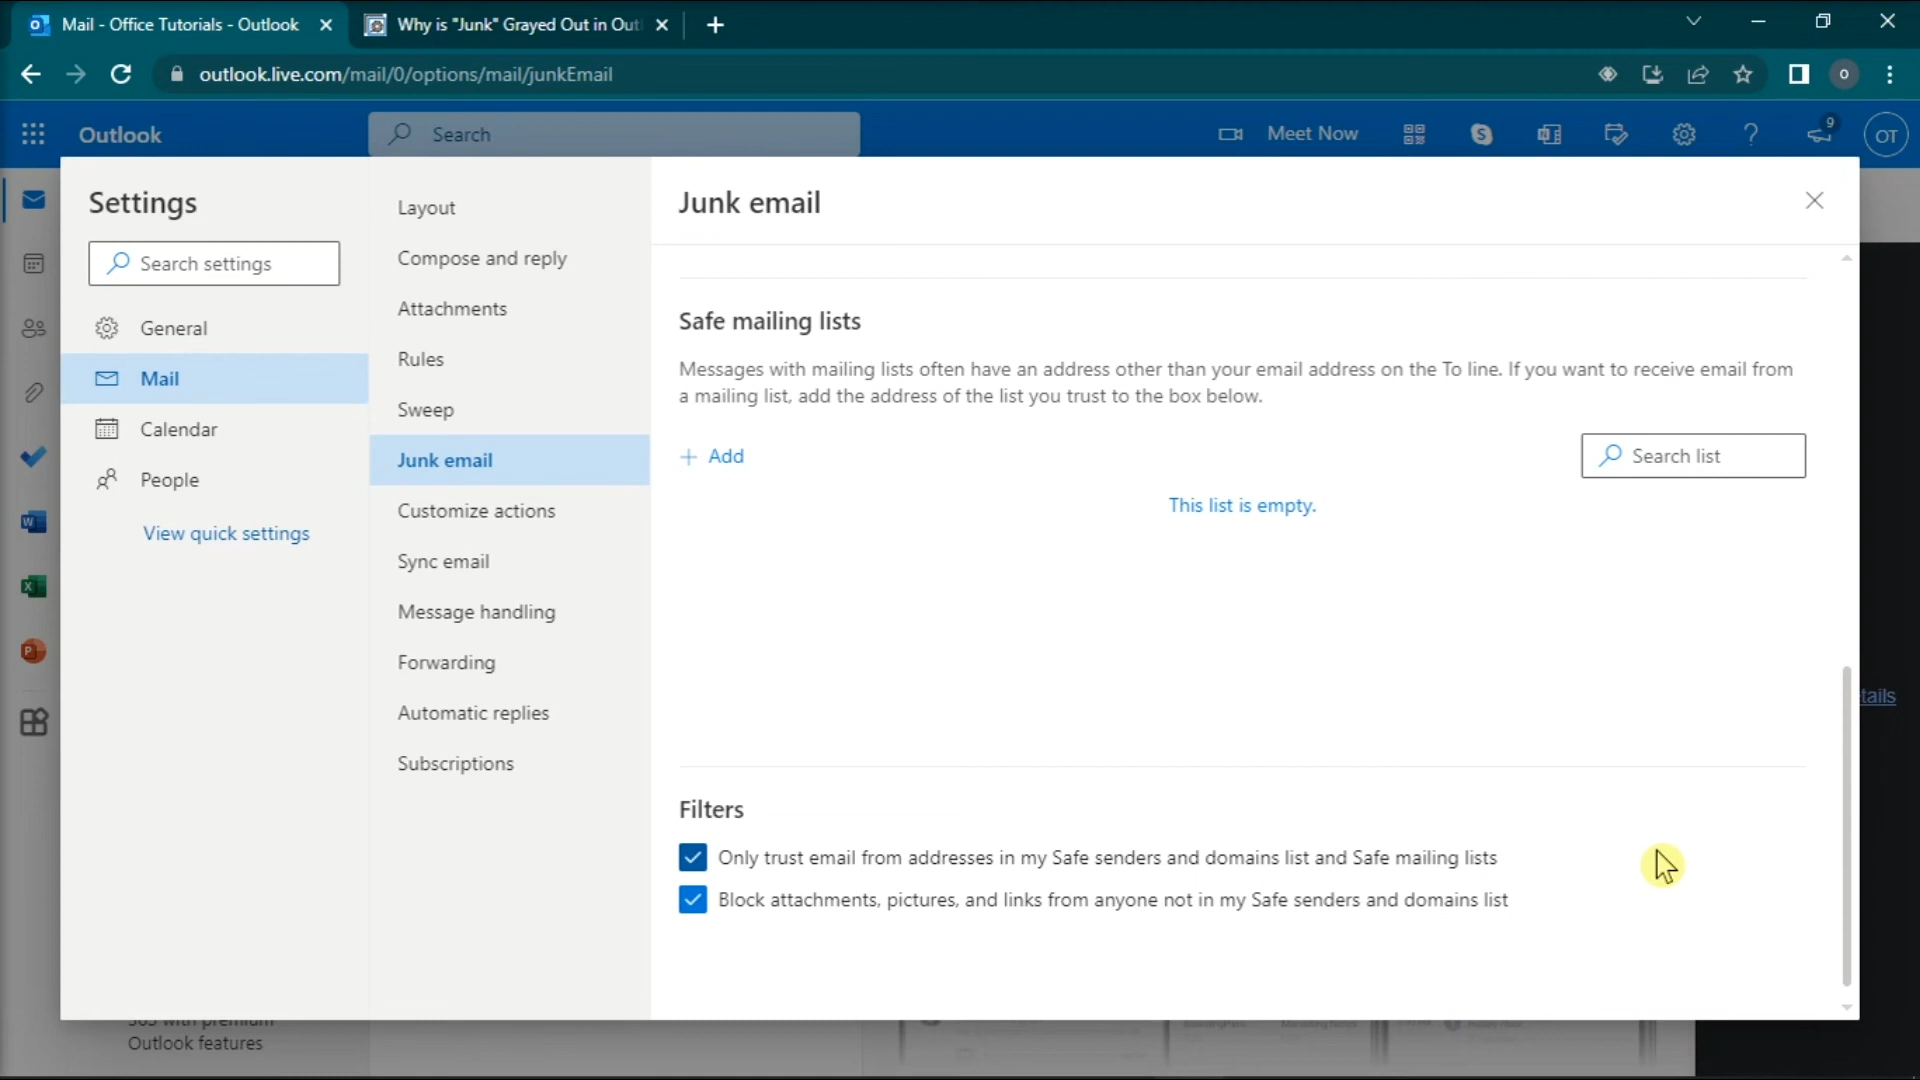 Mail - Office Tutorials - Outlook
Why is "Junk" Grayed Out in Out
outlook.live.com/mail/0/options/mail/junkEmail
O
Outlook
Search
Meet Now
9
OT
Settings
Search settings
General
Mail
Calendar
People
View quick settings
Layout
Compose and reply
Attachments
Rules
Sweep
Junk email
Customize actions
Sync email
Message handling
Forwarding
Automatic replies
Subscriptions
Junk email
Safe mailing lists
Messages with mailing lists often have an address other than your email address on the To line. If you want to receive email from
a mailing list, add the address of the list you trust to the box below.
+ Add
Search list
This list is empty.
Filters
Only trust email from addresses in my Safe senders and domains list and Safe mailing lists
Block attachments, pictures, and links from anyone not in my Safe senders and domains list
tails
365 with premium
Outlook features